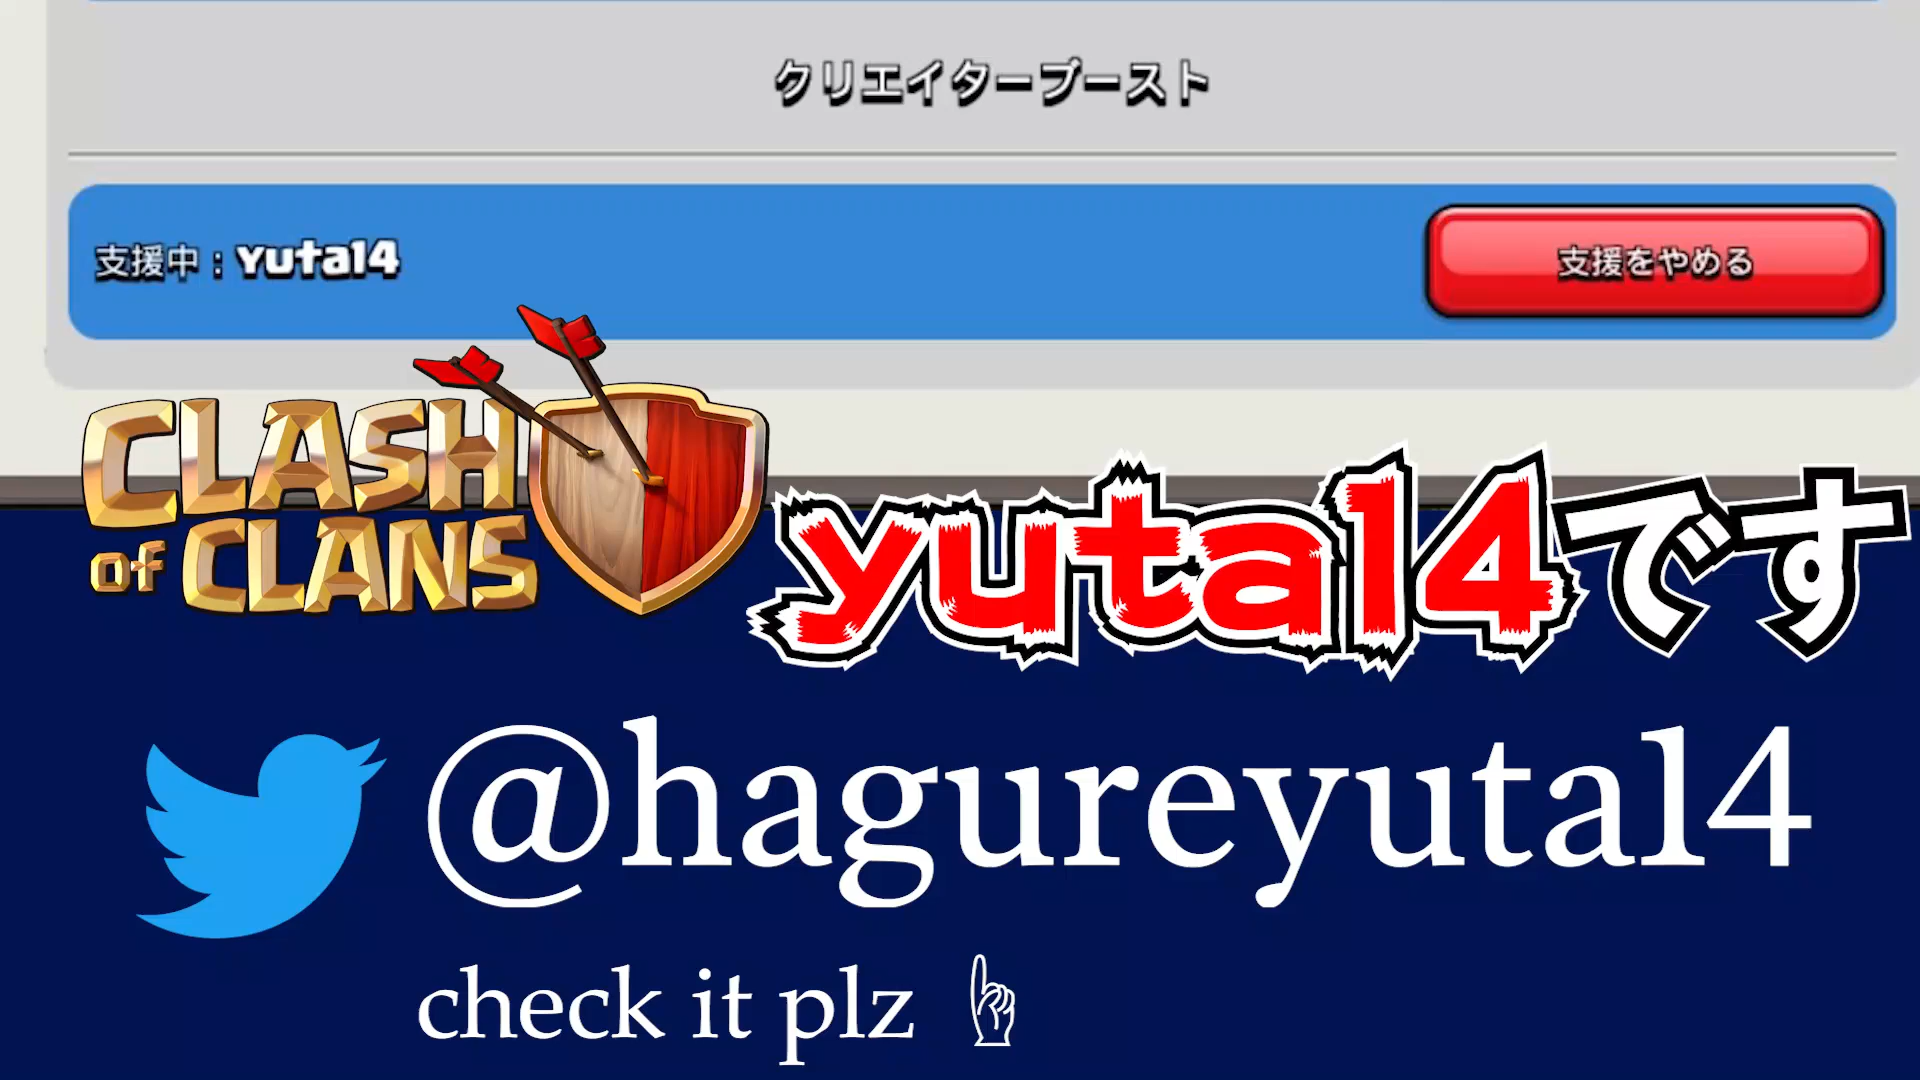 クリエイターブースト
支援中：yuta14
支援をやめる
CLASH
OF CLANS
yuta14です
@hagureyuta14
check it plz ☝